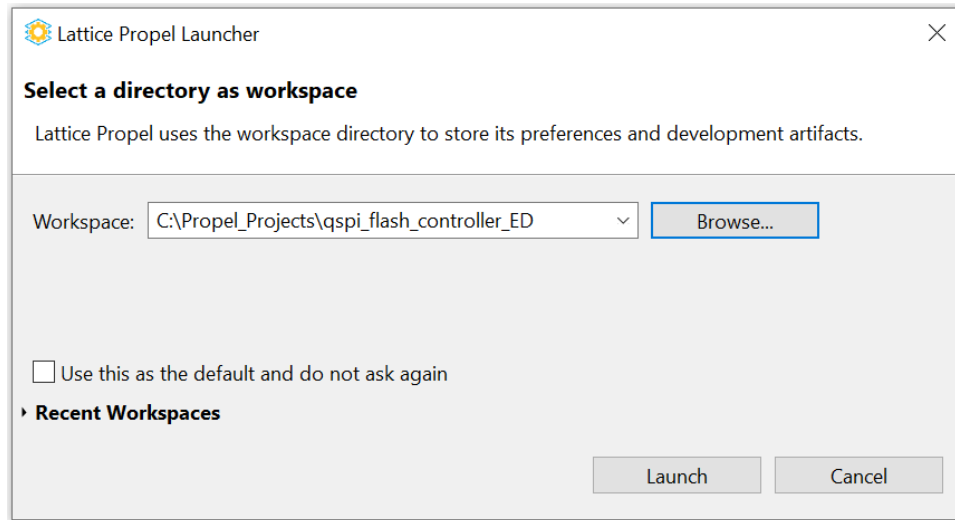 Lattice Propel Launcher
Select a directory as workspace
Lattice Propel uses the workspace directory to store its preferences and development artifacts.
Workspace: C:\Propel_Projects\qspi_flash_controller_ED Browse...
Use this as the default and do not ask again
Recent Workspaces
Launch Cancel